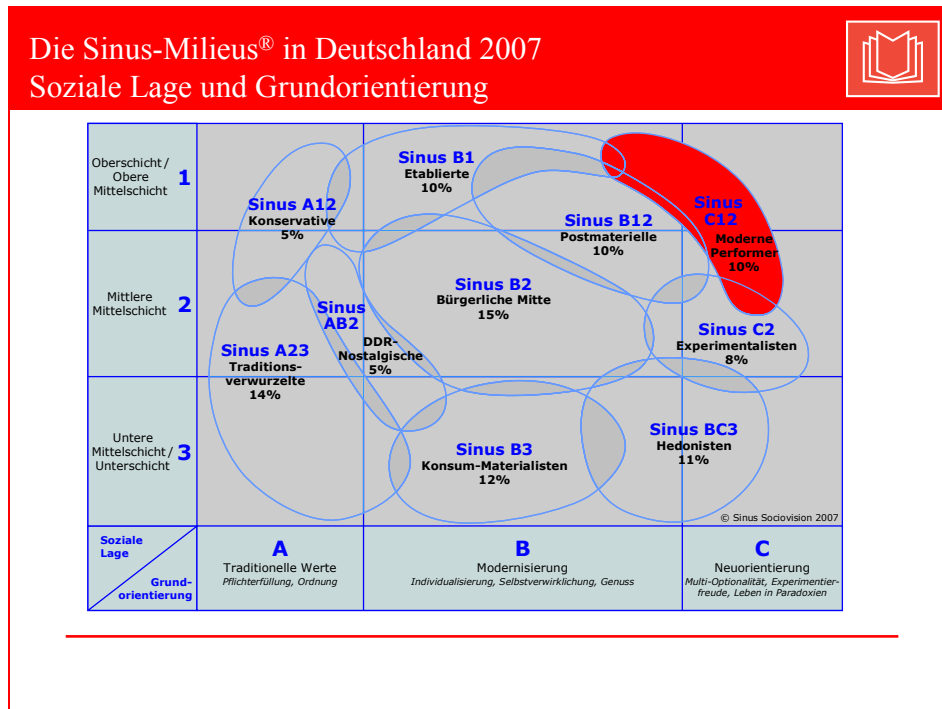 Die Sinus-Milieus® in Deutschland 2007
Soziale Lage und Grundorientierung
Oberschicht /
Obere
Mittelschicht
1
Sinus B1
Etablierte
10%
Sinus A12
Konservative
5%
Sinus B12
Postmaterielle
10%
Sinus
C12
Moderne
Performer
10%
Mittlere
Mittelschicht
2
Sinus B2
Bürgerliche Mitte
15%
Sinus
AB2
DDR-
Nostalgische
5%
Sinus C2
Experimentalisten
8%
Sinus A23
Traditions-
verwurzelte
14%
Untere
Mittelschicht /
Unterschicht
3
Sinus B3
Konsum-Materialisten
12%
Sinus BC3
Hedonisten
11%
© Sinus Sociovision 2007
Soziale
Lage
Grund-
orientierung
A
Traditionelle Werte
Pflichterfüllung, Ordnung
B
Modernisierung
Individualisierung, Selbstverwirklichung, Genuss
C
Neuorientierung
Multi-Optionalität, Experimentier-
freude, Leben in Paradoxien